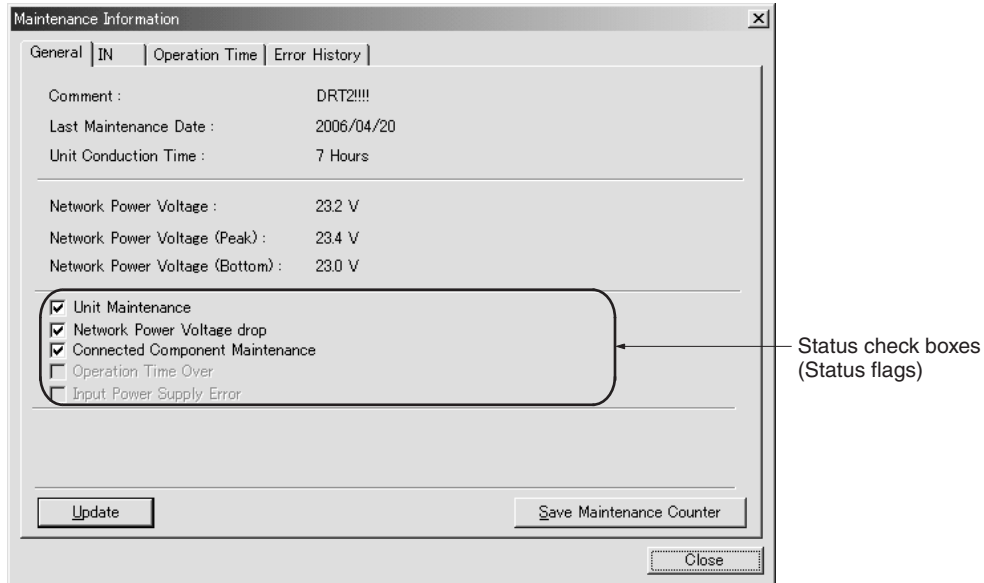 Maintenance Information
General IN Operation Time Error History
Comment : DRT2!!!!
Last Maintenance Date : 2006/04/20
Unit Conduction Time : 7 Hours
Network Power Voltage : 23.2 V
Network Power Voltage (Peak) : 23.4 V
Network Power Voltage (Bottom) : 23.0 V
Unit Maintenance
Network Power Voltage drop
Connected Component Maintenance
Operation Time Over
Input Power Supply Error
Status check boxes
(Status flags)
Update Save Maintenance Counter
Close